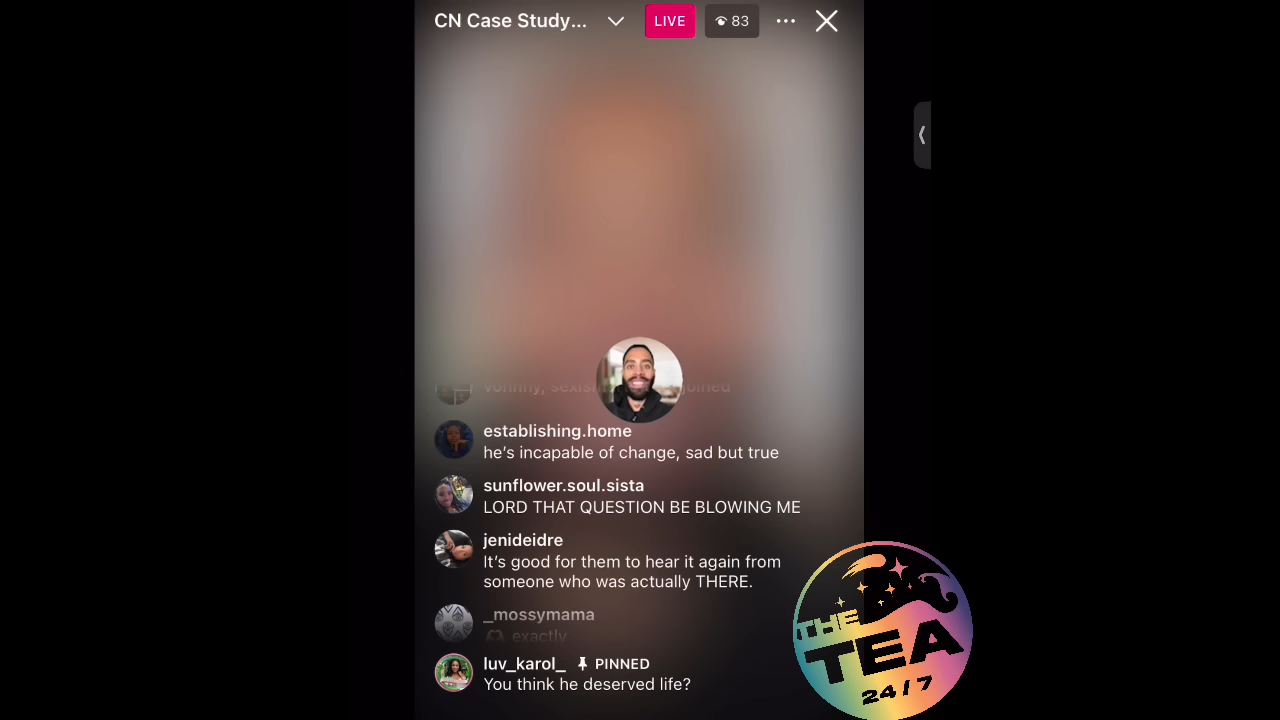 CN Case Study...
LIVE
83
joined
establishing.home
he's incapable of change, sad but true
sunflower.soul.sista
LORD THAT QUESTION BE BLOWING ME
jenideidre
It's good for them to hear it again from
someone who was actually THERE.
_mossymama
🫶🏾 exactly
luv_karol_ PINNED
You think he deserved life?
THE
TEA
24/7